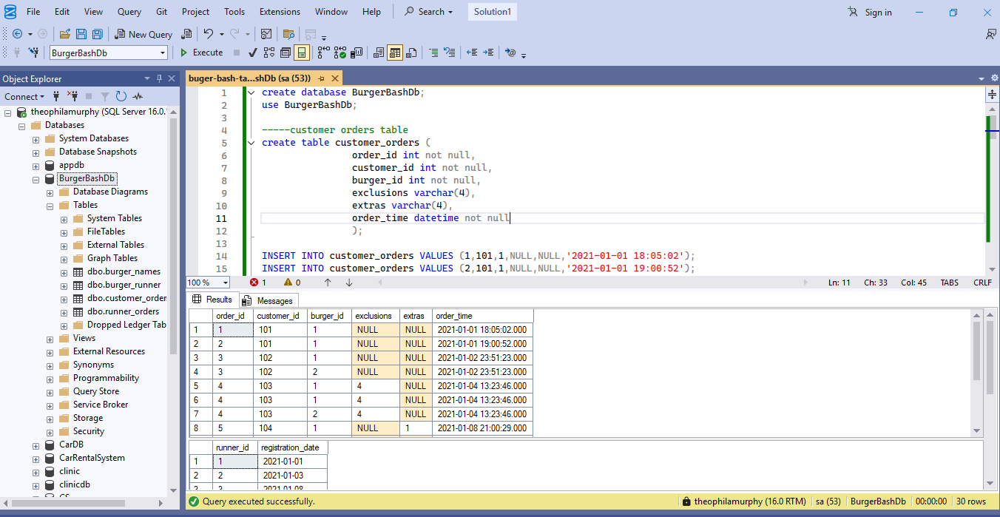 File Edit View Query Git Project Tools Extensions Window Help Search Solution1 Sign in
New Query
BurgerBashDb Execute
Object Explorer
Connect
theophilamurphy (SQL Server 16.0.
Databases
System Databases
Database Snapshots
appdb
BurgerBashDb
Database Diagrams
Tables
System Tables
FileTables
External Tables
Graph Tables
dbo.burger_names
dbo.burger_runner
dbo.customer_order
dbo.runner_orders
Dropped Ledger Tab
Views
External Resources
Synonyms
Programmability
Query Store
Service Broker
Storage
Security
CarDB
CarRentalSystem
clinic
clinicdb
buger-bash-ta...shDb (sa (53))
1 create database BurgerBashDb;
2 use BurgerBashDb;
3
4 -----customer orders table
5 create table customer_orders (
6 order_id int not null,
7 customer_id int not null,
8 burger_id int not null,
9 exclusions varchar(4),
10 extras varchar(4),
11 order_time datetime not null
12 );
13
14 INSERT INTO customer_orders VALUES (1,101,1,NULL,NULL,'2021-01-01 18:05:02');
15 INSERT INTO customer_orders VALUES (2,101,1,NULL,NULL,'2021-01-01 19:00:52');
100 % 1 0 Ln: 11 Ch: 33 Col: 45 TABS CRLF
Results Messages
order_id customer_id burger_id exclusions extras order_time
1 1 101 1 NULL NULL 2021-01-01 18:05:02.000
2 2 101 1 NULL NULL 2021-01-01 19:00:52.000
3 3 102 1 NULL NULL 2021-01-02 23:51:23.000
4 3 102 2 NULL NULL 2021-01-02 23:51:23.000
5 4 103 1 4 NULL 2021-01-04 13:23:46.000
6 4 103 1 4 NULL 2021-01-04 13:23:46.000
7 4 103 2 4 NULL 2021-01-04 13:23:46.000
8 5 104 1 NULL 1 2021-01-08 21:00:29.000
runner_id registration_date
1 1 2021-01-01
2 2 2021-01-03
3 3 2021-01-08
Query executed successfully. theophilamurphy (16.0 RTM) sa (53) BurgerBashDb 00:00:00 30 rows